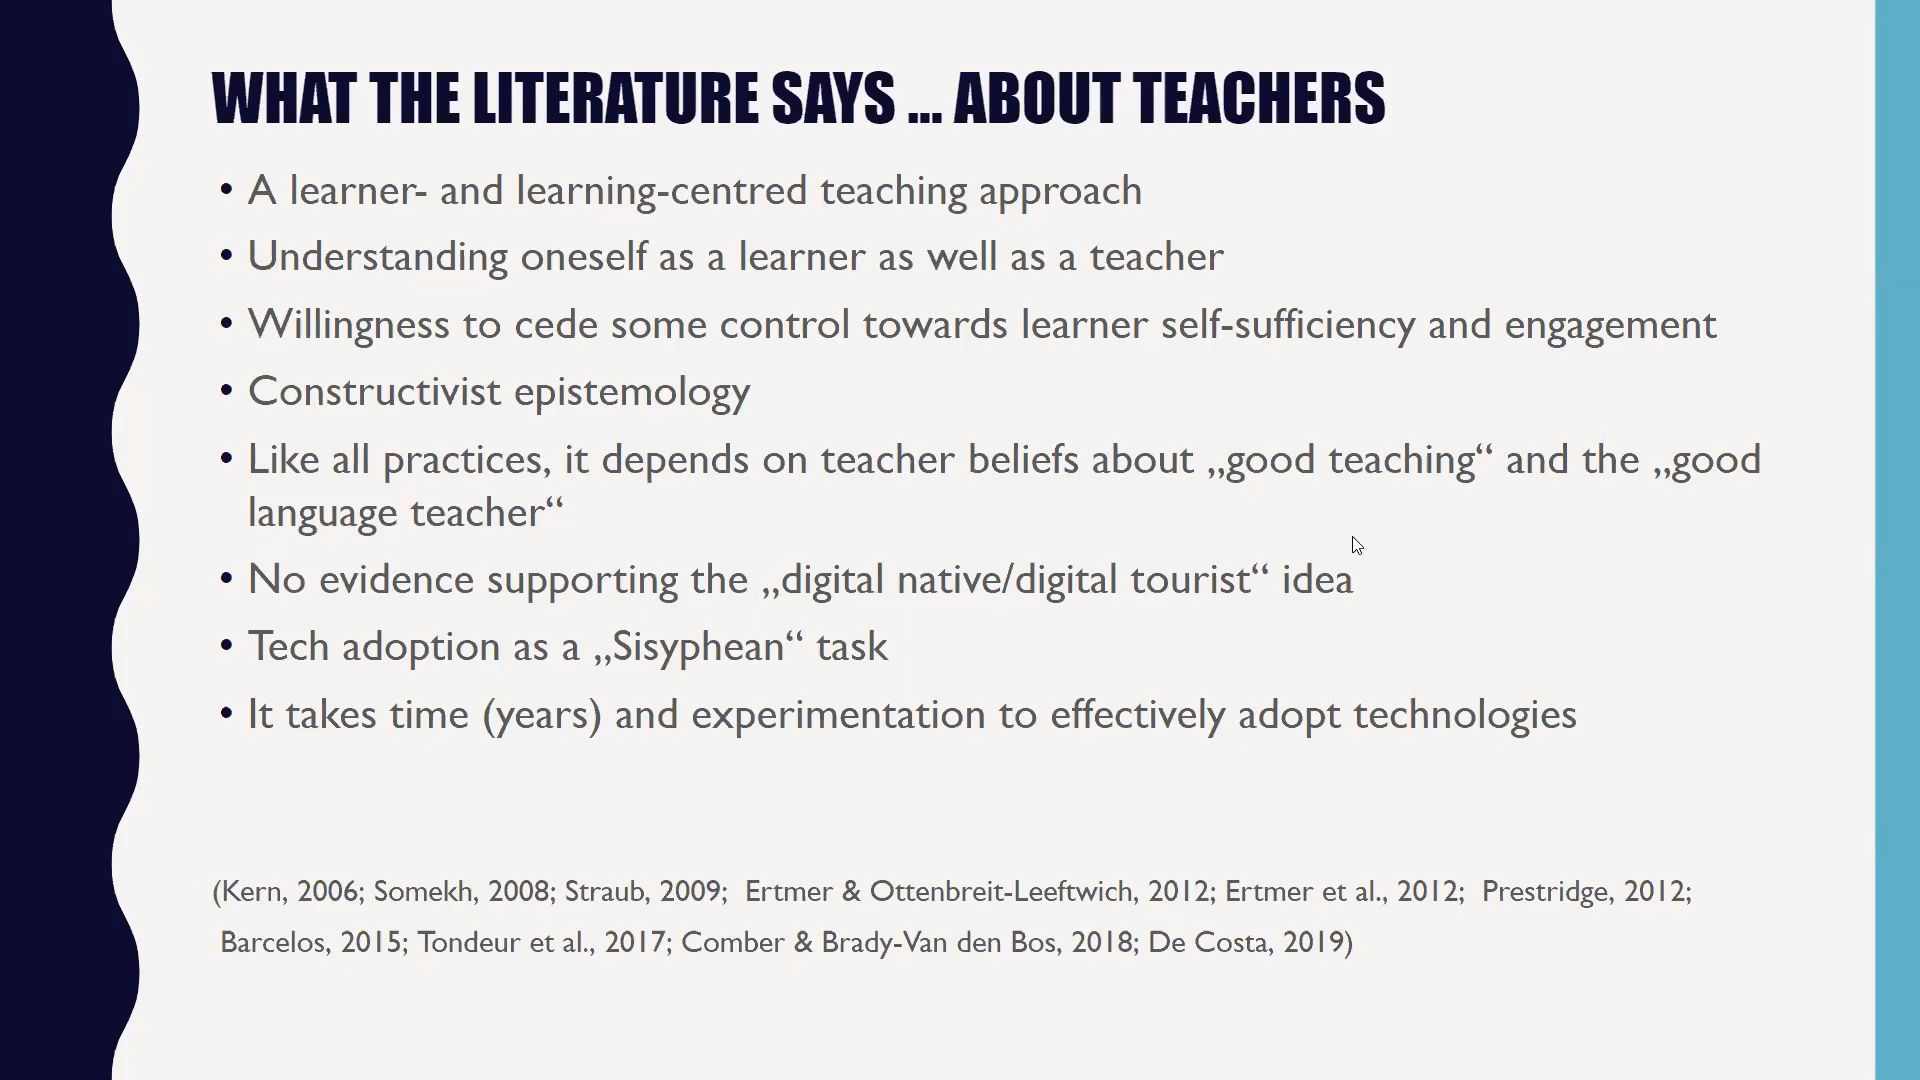 WHAT THE LITERATURE SAYS ... ABOUT TEACHERS
• A learner- and learning-centred teaching approach
• Understanding oneself as a learner as well as a teacher
• Willingness to cede some control towards learner self-sufficiency and engagement
• Constructivist epistemology
• Like all practices, it depends on teacher beliefs about „good teaching“ and the „good
language teacher“
• No evidence supporting the „digital native/digital tourist“ idea
• Tech adoption as a „Sisyphean“ task
• It takes time (years) and experimentation to effectively adopt technologies
(Kern, 2006; Somekh, 2008; Straub, 2009; Ertmer & Ottenbreit-Leeftwich, 2012; Ertmer et al., 2012; Prestridge, 2012;
Barcelos, 2015; Tondeur et al., 2017; Comber & Brady-Van den Bos, 2018; De Costa, 2019)